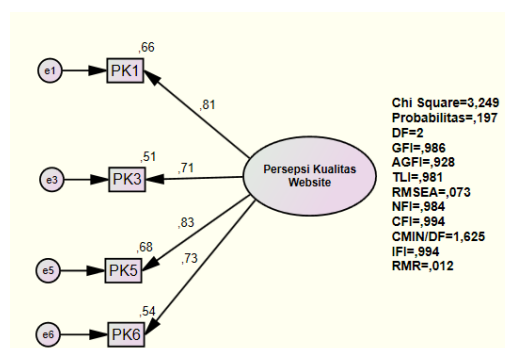 ,66
e1
PK1
,81
Chi Square=3,249
Probabilitas=,197
DF=2
GFI=,986
AGFI=,928
TLI=,981
RMSEA=,073
NFI=,984
CFI=,994
CMIN/DF=1,625
IFI=,994
RMR=,012
,51
e3
PK3
,71
Persepsi Kualitas
Website
,68
e5
PK5
,83
,73
,54
e6
PK6